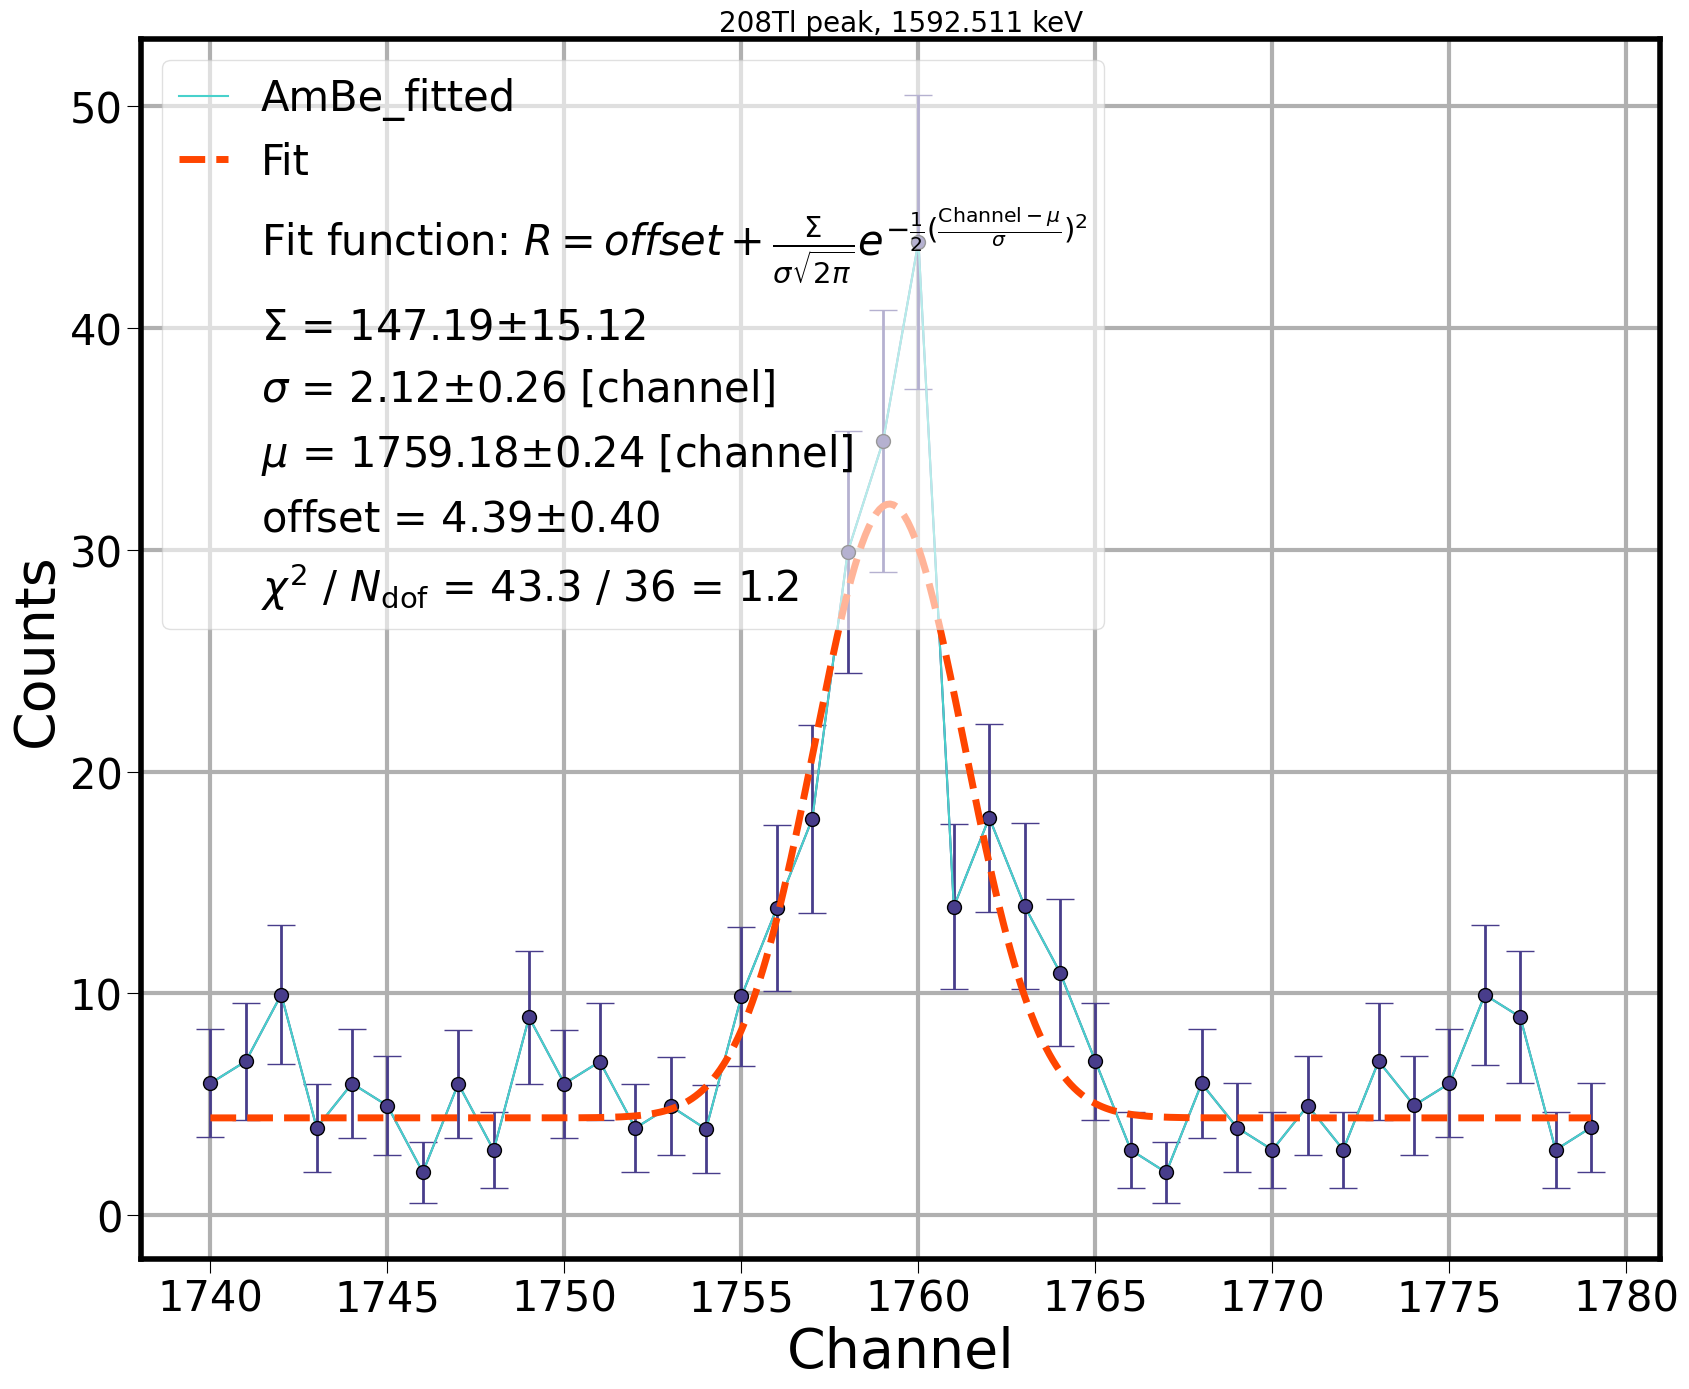 208Tl peak, 1592.511 keV
AmBe_fitted
Fit
Fit function: R = offset + Σ/(σ√2π) e^{−1/2((Channel − μ)/σ)²}
Σ = 147.19±15.12
σ = 2.12±0.26 [channel]
μ = 1759.18±0.24 [channel]
offset = 4.39±0.40
χ² / N_dof = 43.3 / 36 = 1.2
Counts
50
40
30
20
10
0
1740 1745 1750 1755 1760 1765 1770 1775 1780
Channel